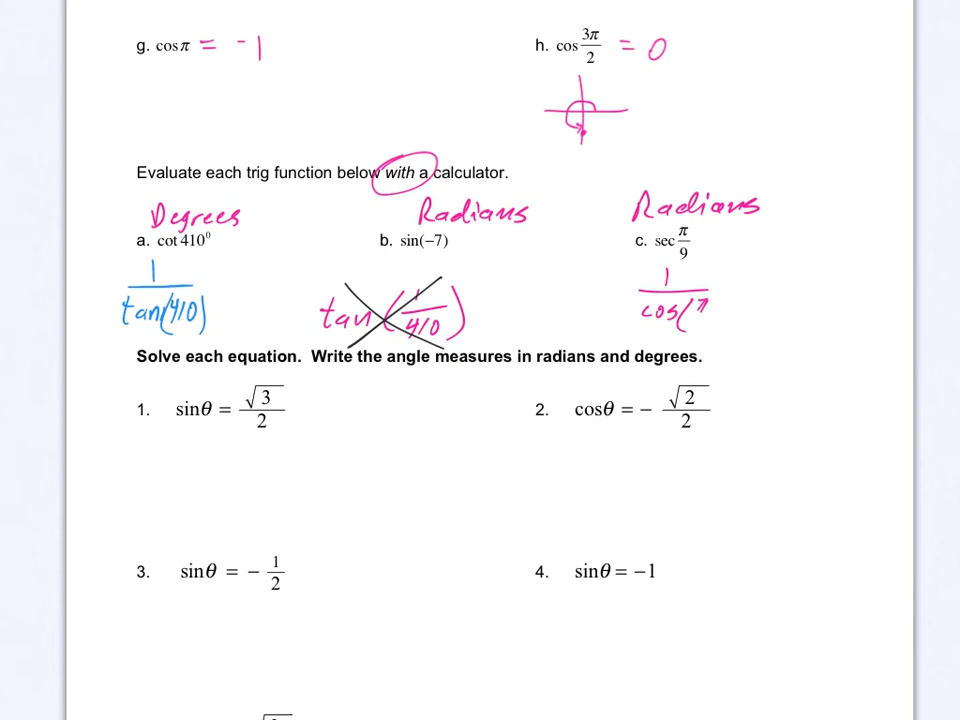 g. cosπ = -1
h. cos 3π/2 = 0
Evaluate each trig function below with a calculator.
Degrees
Radians
Radians
a. cot 410⁰
b. sin(−7)
c. sec π/9
1/tan(410)
tan(1/410)
1/cos(π
Solve each equation. Write the angle measures in radians and degrees.
1. sinθ = √3/2
2. cosθ = − √2/2
3. sinθ = − 1/2
4. sinθ = −1